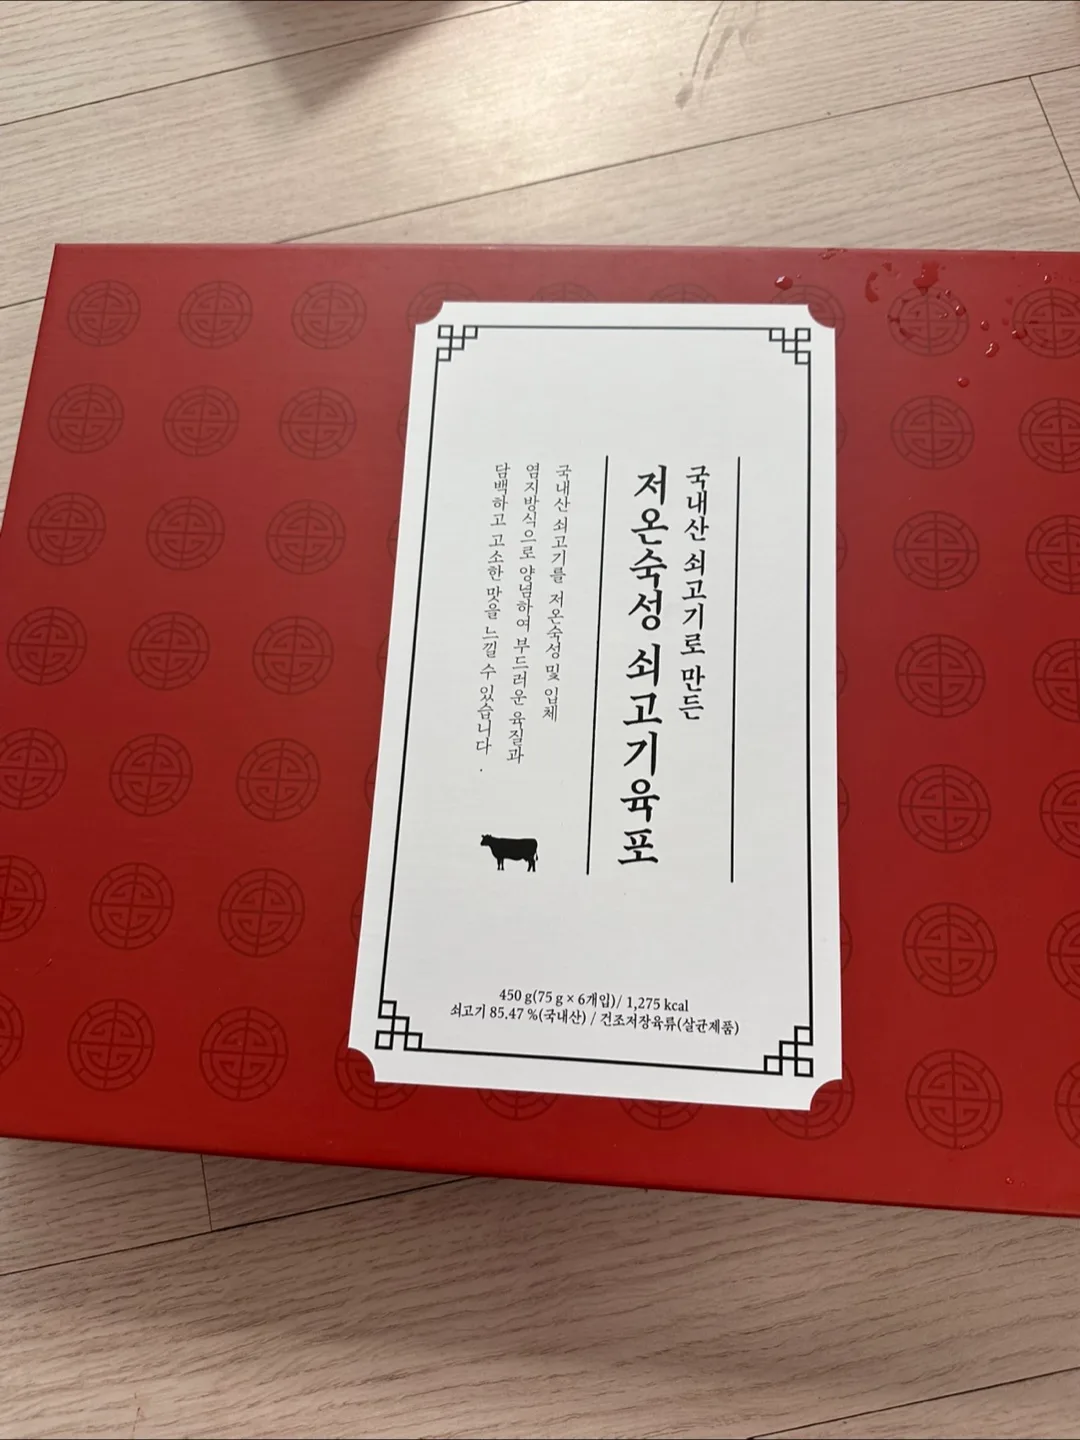 국내산 쇠고기로 만든
저온숙성 쇠고기육포
국내산 쇠고기를 저온숙성 및 입체
염지방식으로 양념하여 부드러운 육질과
담백하고 고소한 맛을 느낄 수 있습니다.
450 g(75 g × 6개입)/ 1,275 kcal
쇠고기 85.47 %(국내산) / 건조저장육류(살균제품)